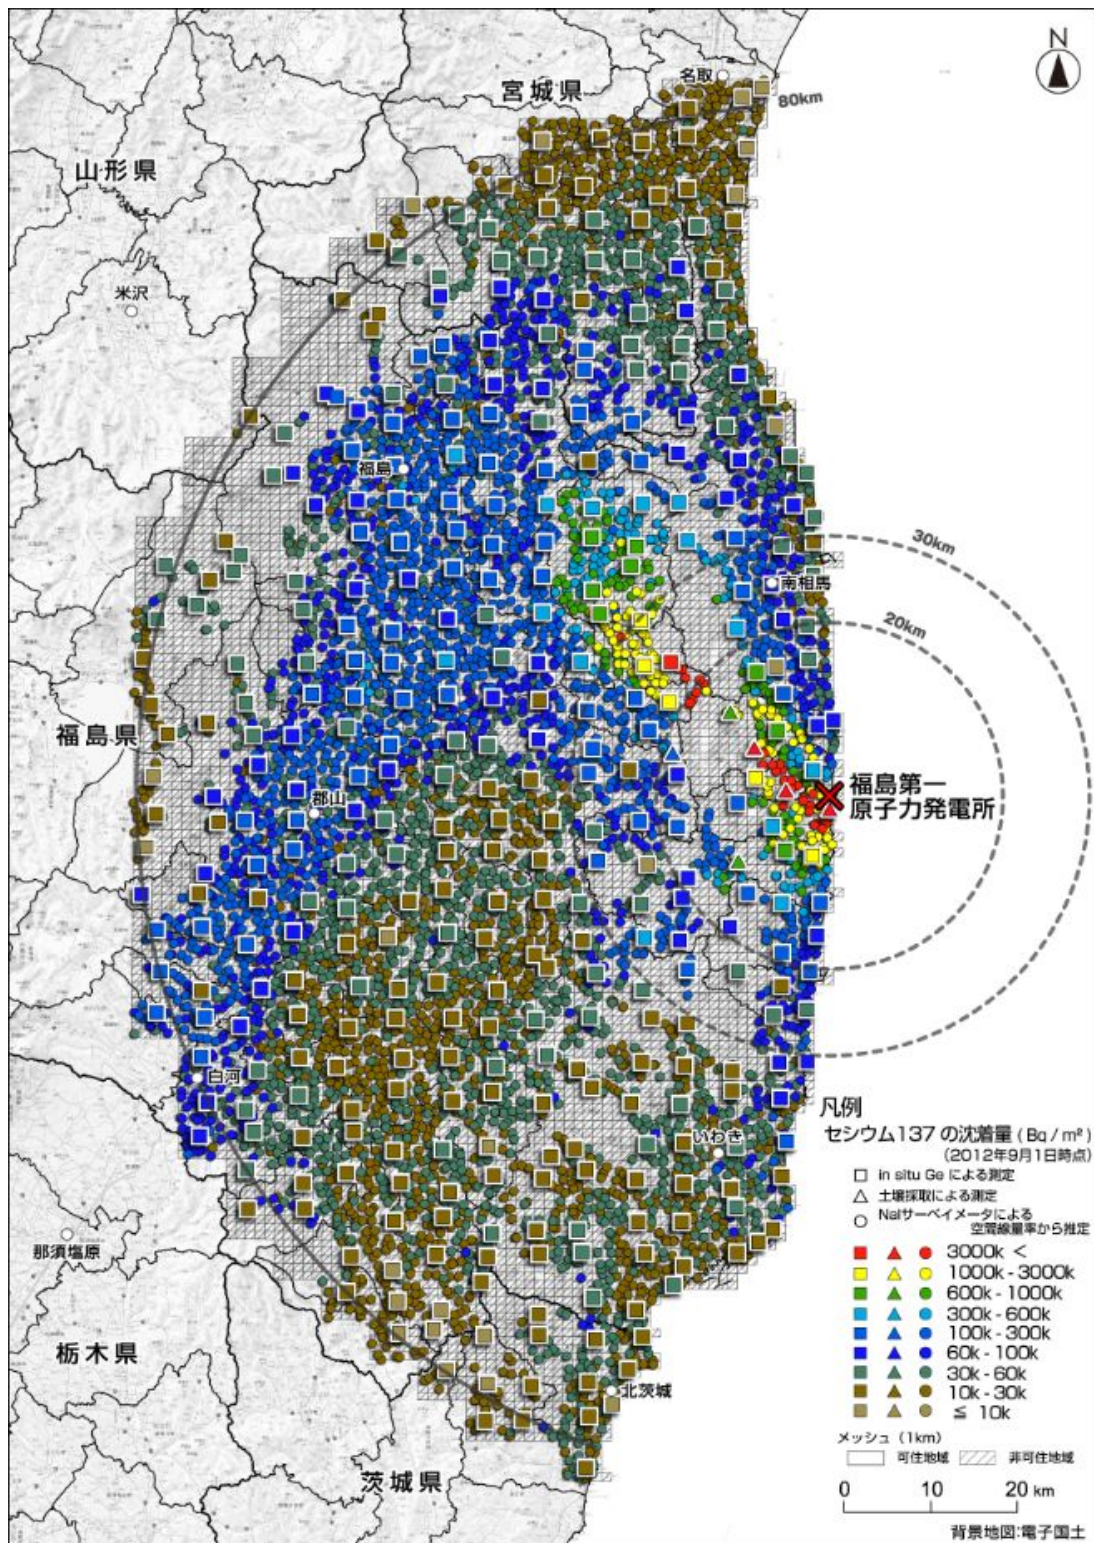 N
名取
宮城県
80km
山形県
米沢
福島
30km
南相馬
20km
福島県
福島第一
原子力発電所
郡山
白河
凡例
セシウム137 の沈着量 ( Bq / m² )
(2012年9月1日時点)
いわき
in situ Ge による測定
土壌採取による測定
NaIサーベイメータによる
空間線量率から推定
那須塩原
3000k <
1000k - 3000k
600k - 1000k
300k - 600k
100k - 300k
60k - 100k
30k - 60k
10k - 30k
≦ 10k
栃木県
北茨城
メッシュ (1km)
可住地域 非可住地域
茨城県
0 10 20 km
背景地図:電子国土